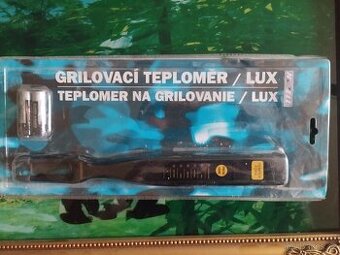 GRILOVACÍ TEPLOMĚR / LUX
TEPLOMER NA GRILOVANIE / LUX